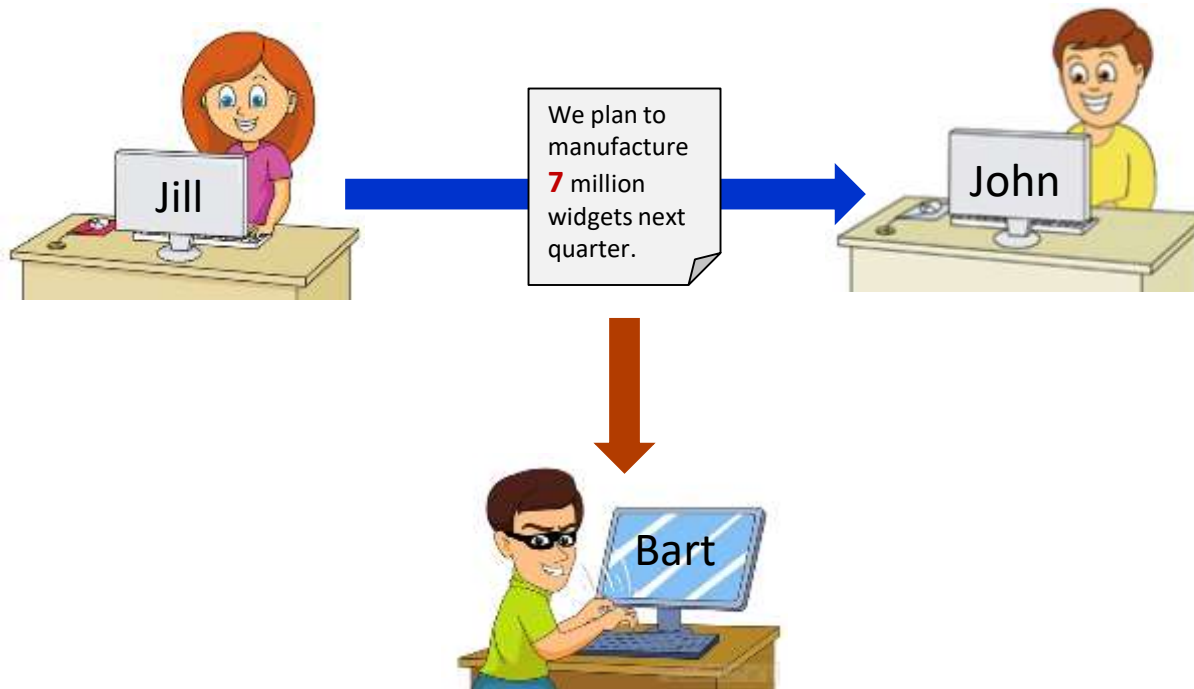 Jill
We plan to
manufacture
7 million
widgets next
quarter.
John
Bart